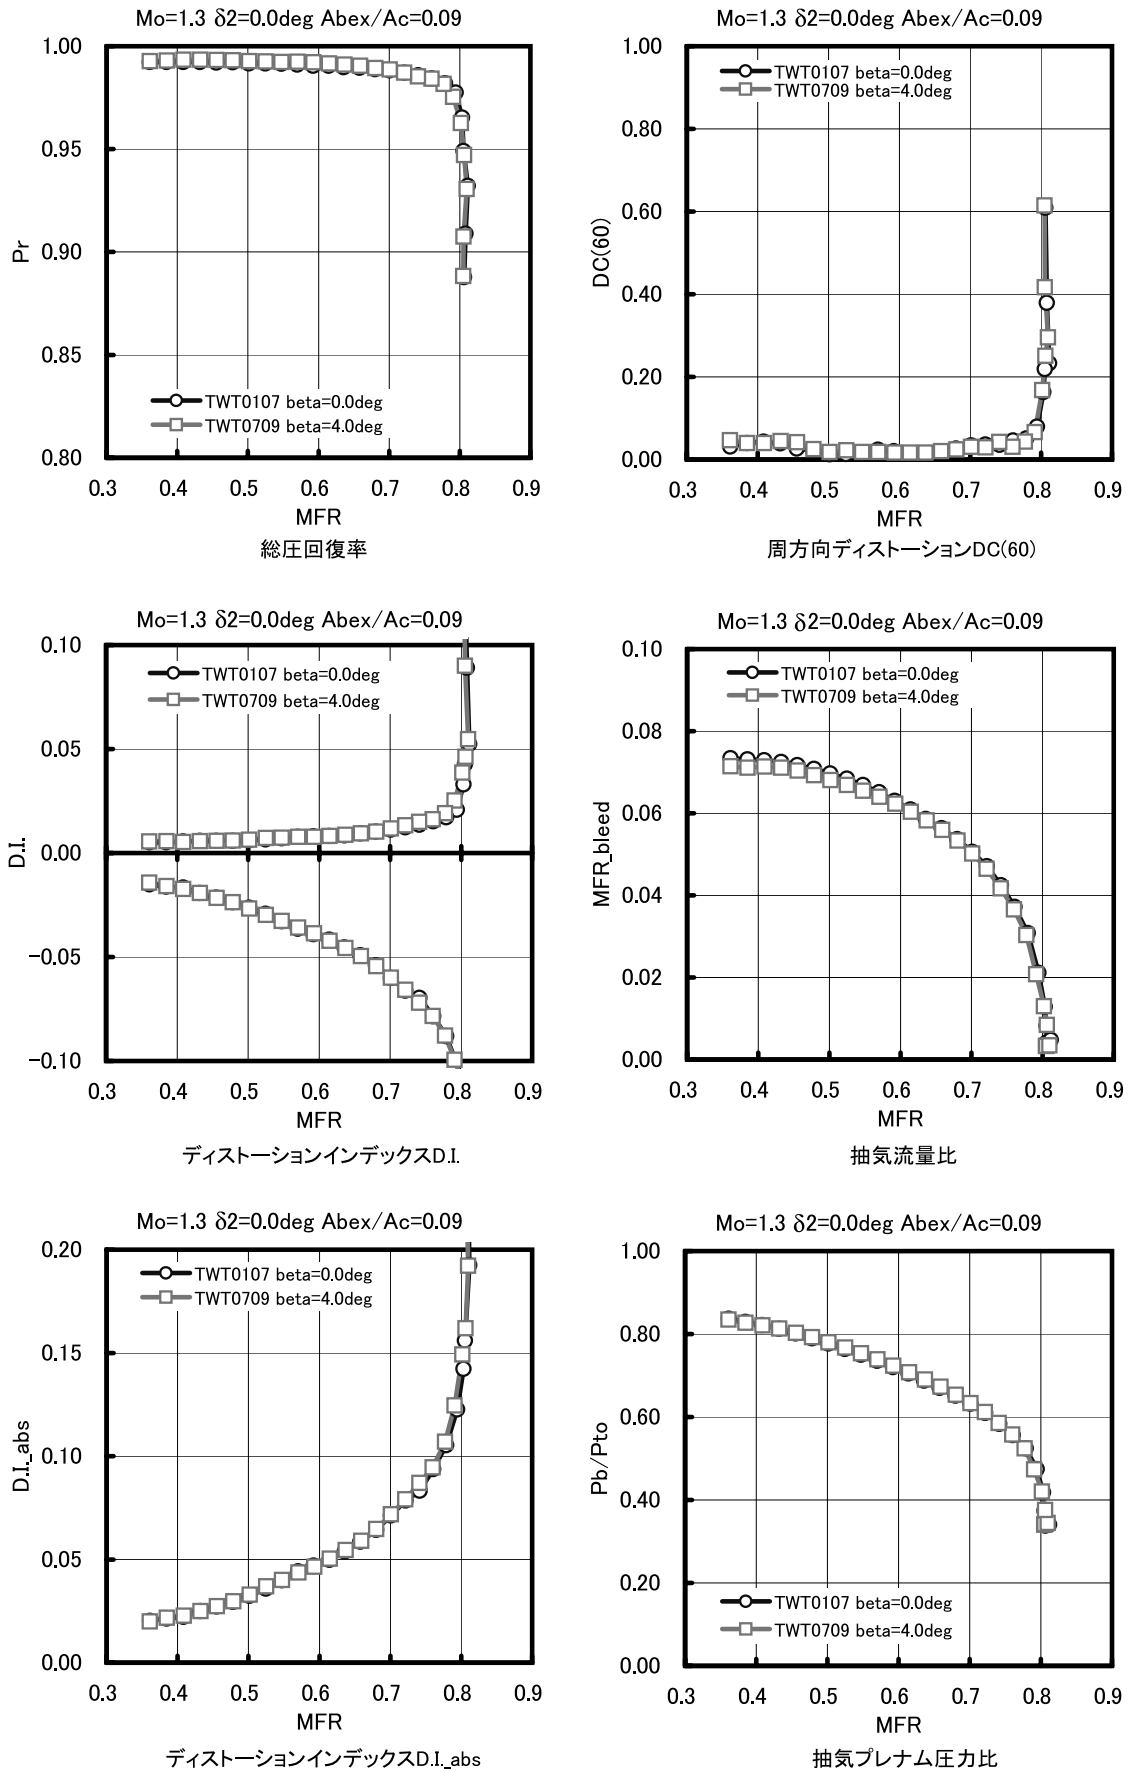 Mo=1.3 δ2=0.0deg Abex/Ac=0.09
1.00
0.95
0.90
0.85
0.80
Pr
TWT0107 beta=0.0deg
TWT0709 beta=4.0deg
0.3 0.4 0.5 0.6 0.7 0.8 0.9
MFR
総圧回復率
Mo=1.3 δ2=0.0deg Abex/Ac=0.09
1.00
0.80
0.60
0.40
0.20
0.00
DC(60)
TWT0107 beta=0.0deg
TWT0709 beta=4.0deg
0.3 0.4 0.5 0.6 0.7 0.8 0.9
MFR
周方向ディストーションDC(60)
Mo=1.3 δ2=0.0deg Abex/Ac=0.09
0.10
0.05
0.00
-0.05
-0.10
D.I.
TWT0107 beta=0.0deg
TWT0709 beta=4.0deg
0.3 0.4 0.5 0.6 0.7 0.8 0.9
MFR
ディストーションインデックスD.I.
Mo=1.3 δ2=0.0deg Abex/Ac=0.09
0.10
0.08
0.06
0.04
0.02
0.00
MFR_bleed
TWT0107 beta=0.0deg
TWT0709 beta=4.0deg
0.3 0.4 0.5 0.6 0.7 0.8 0.9
MFR
抽気流量比
Mo=1.3 δ2=0.0deg Abex/Ac=0.09
0.20
0.15
0.10
0.05
0.00
D.I._abs
TWT0107 beta=0.0deg
TWT0709 beta=4.0deg
0.3 0.4 0.5 0.6 0.7 0.8 0.9
MFR
ディストーションインデックスD.I._abs
Mo=1.3 δ2=0.0deg Abex/Ac=0.09
1.00
0.80
0.60
0.40
0.20
0.00
Pb/Pto
TWT0107 beta=0.0deg
TWT0709 beta=4.0deg
0.3 0.4 0.5 0.6 0.7 0.8 0.9
MFR
抽気プレナム圧力比